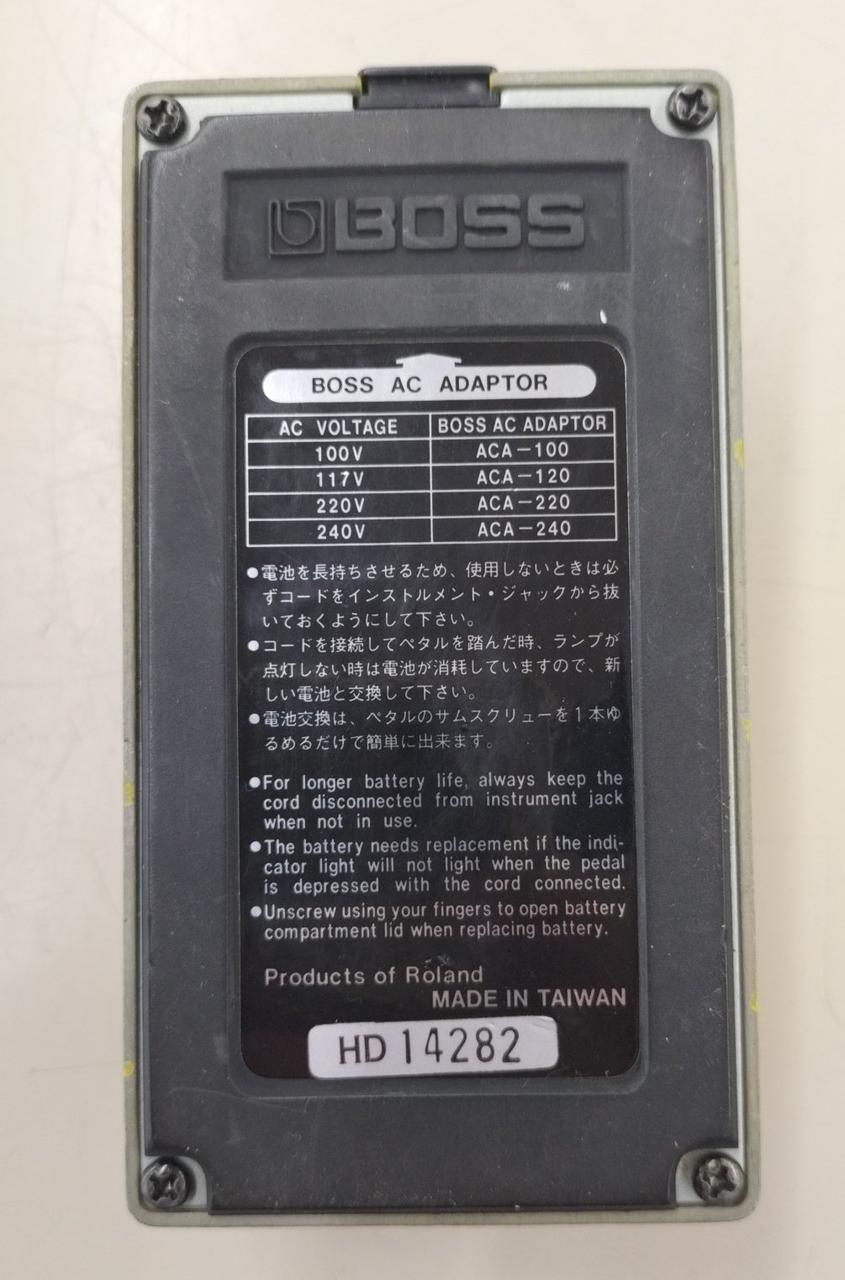 BOSS
BOSS AC ADAPTOR
AC VOLTAGE BOSS AC ADAPTOR
100V ACA-100
117V ACA-120
220V ACA-220
240V ACA-240
●電池を長持ちさせるため、使用しないときは必
ずコードをインストルメント・ジャックから抜
いておくようにして下さい。
●コードを接続してペタルを踏んだ時、ランプが
点灯しない時は電池が消耗していますので、新
しい電池と交換して下さい。
●電池交換は、ペタルのサムスクリューを1本ゆ
るめるだけで簡単に出来ます。
●For longer battery life, always keep the
cord disconnected from instrument jack
when not in use.
●The battery needs replacement if the indi-
cator light will not light when the pedal
is depressed with the cord connected.
●Unscrew using your fingers to open battery
compartment lid when replacing battery.
Products of Roland
MADE IN TAIWAN
HD 14282